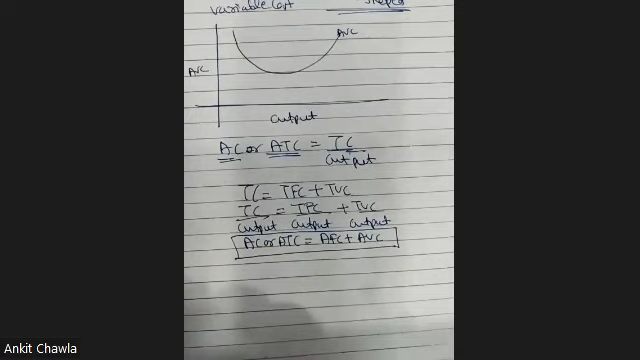 Variable Cost shaped
AVC
AVC
output
AC or ATC = TC
output
TC = TFC + TVC
TC = TFC + TVC
output output output
AC or ATC = AFC + AVC
Ankit Chawla